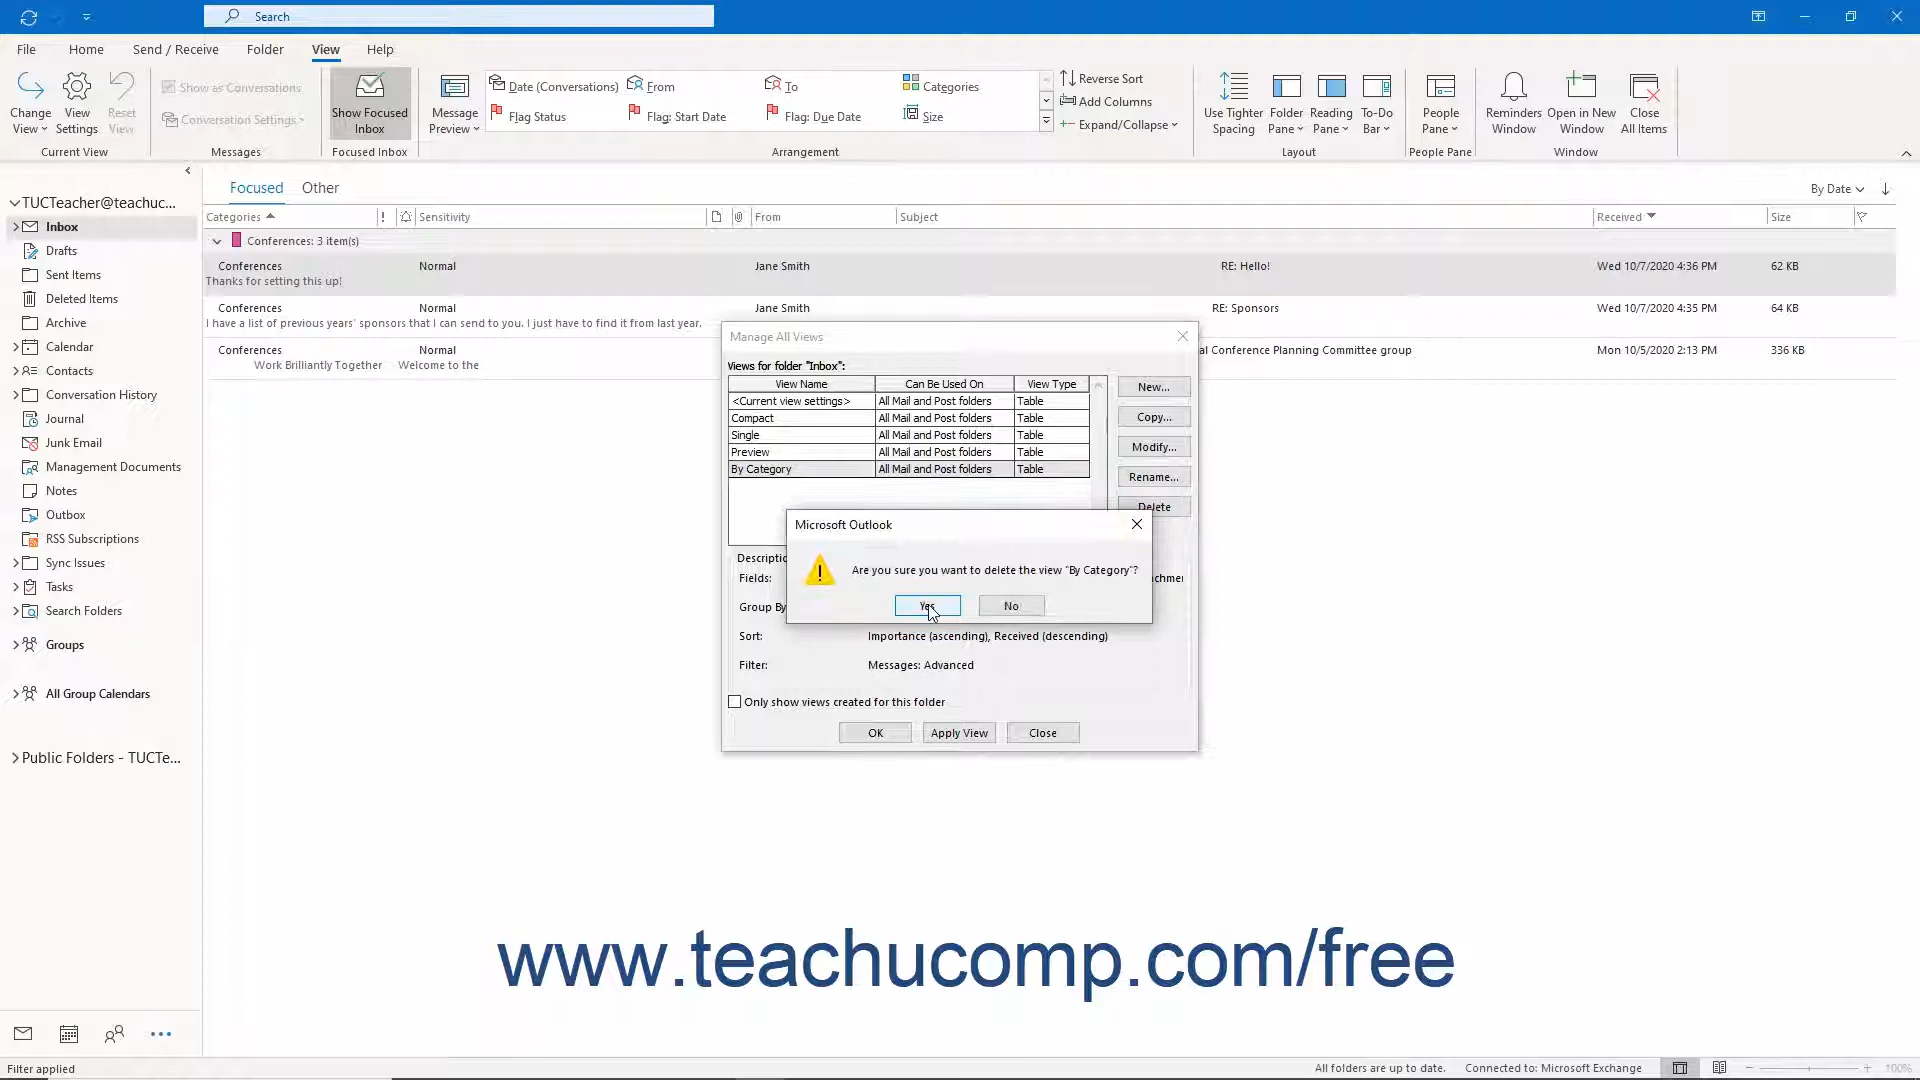 Search
File Home Send / Receive Folder View Help
Change View
View Settings
Reset View
Current View
Show as Conversations
Conversation Settings
Messages
Show Focused Inbox
Focused Inbox
Message Preview
Date (Conversations) From To Categories
Flag Status Flag: Start Date Flag: Due Date Size
Arrangement
Reverse Sort
Add Columns
Expand/Collapse
Use Tighter Spacing
Folder Pane
Reading Pane
To-Do Bar
Layout
People Pane
People Pane
Reminders Window
Open in New Window
Close All Items
Window
TUCTeacher@teachuc...
Inbox
Drafts
Sent Items
Deleted Items
Archive
Calendar
Contacts
Conversation History
Journal
Junk Email
Management Documents
Notes
Outbox
RSS Subscriptions
Sync Issues
Tasks
Search Folders
Groups
All Group Calendars
Public Folders - TUCTe...
Focused Other By Date
Categories ! Sensitivity From Subject Received Size
Conferences: 3 item(s)
Conferences Normal Jane Smith RE: Hello! Wed 10/7/2020 4:36 PM 62 KB
Thanks for setting this up!
Conferences Normal Jane Smith RE: Sponsors Wed 10/7/2020 4:35 PM 64 KB
I have a list of previous years' sponsors that I can send to you. I just have to find it from last year.
Conferences Normal al Conference Planning Committee group Mon 10/5/2020 2:13 PM 336 KB
Work Brilliantly Together Welcome to the
Manage All Views
Views for folder "Inbox":
View Name Can Be Used On View Type
<Current view settings> All Mail and Post folders Table
Compact All Mail and Post folders Table
Single All Mail and Post folders Table
Preview All Mail and Post folders Table
By Category All Mail and Post folders Table
New...
Copy...
Modify...
Rename...
Delete
Microsoft Outlook
Are you sure you want to delete the view "By Category"?
Yes No
Descriptio
Fields: achmen
Group By
Sort: Importance (ascending), Received (descending)
Filter: Messages: Advanced
Only show views created for this folder
OK Apply View Close
www.teachucomp.com/free
Filter applied All folders are up to date. Connected to: Microsoft Exchange 100%